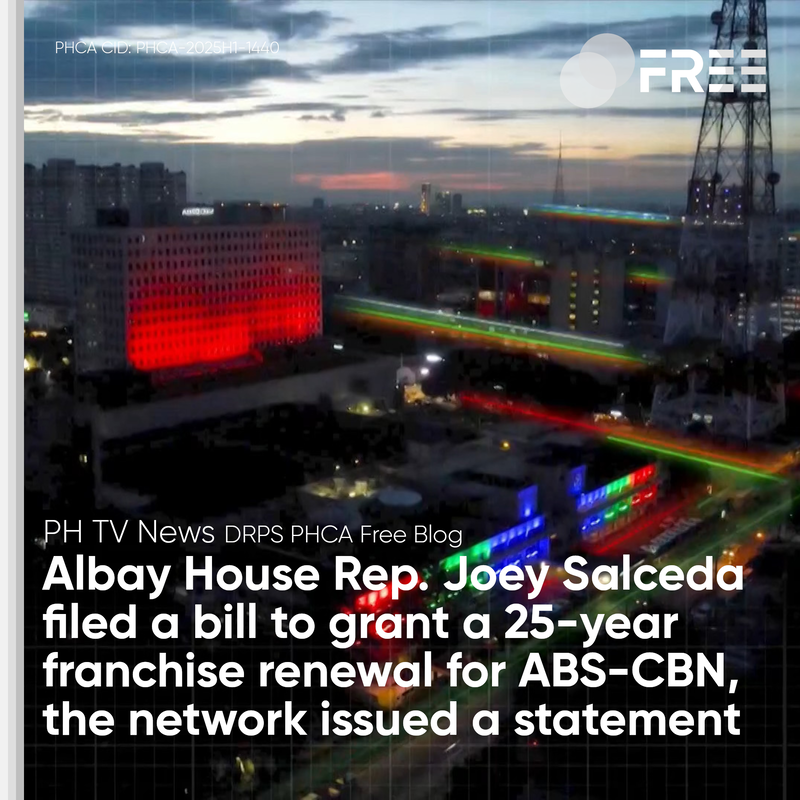 PHCA CID: PHCA-2025H1-1440
FREE
PH TV News DRPS PHCA Free Blog
Albay House Rep. Joey Salceda
filed a bill to grant a 25-year
franchise renewal for ABS-CBN,
the network issued a statement